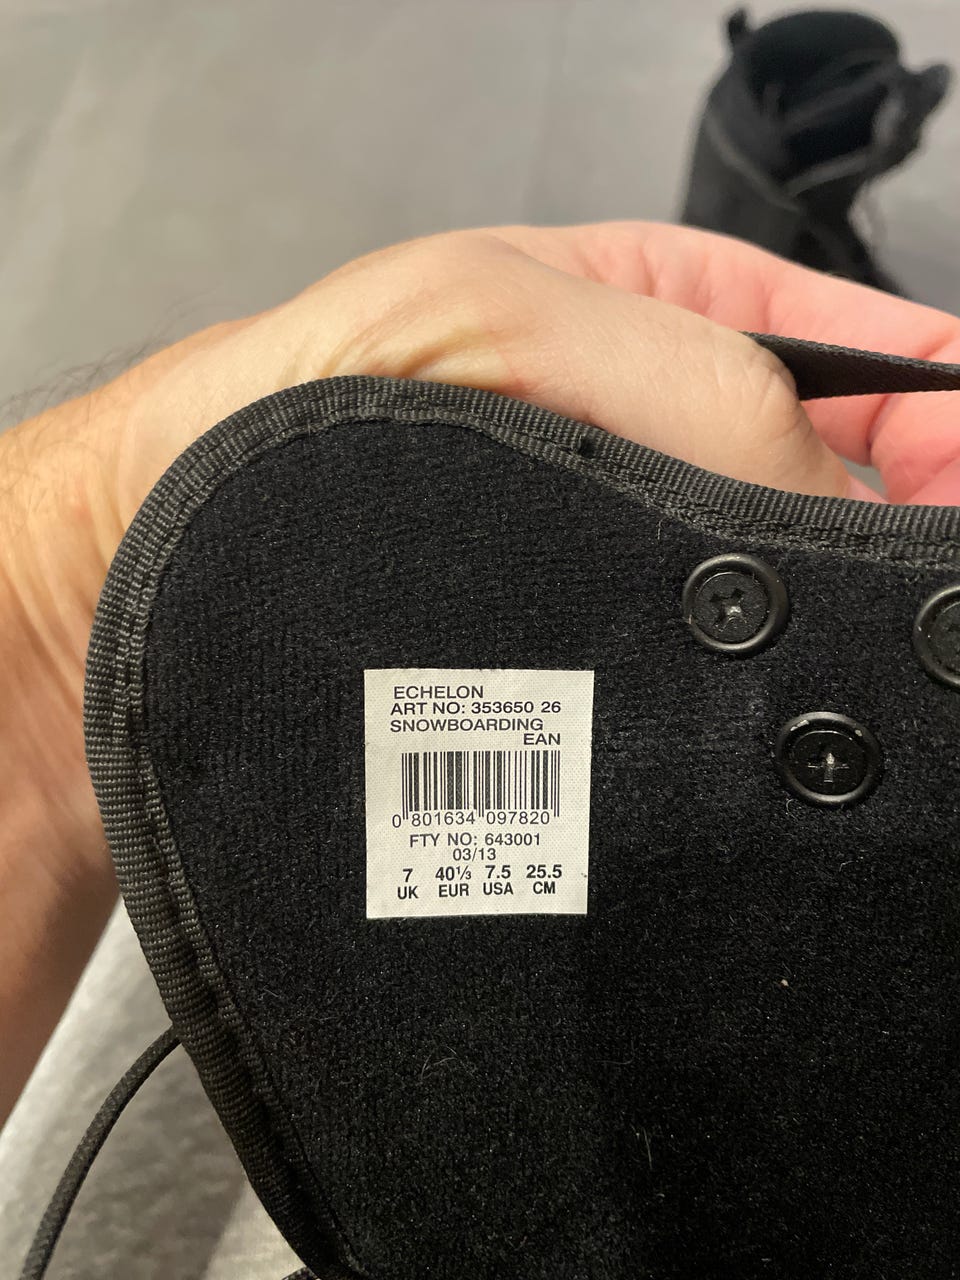 ECHELON
ART NO: 353650 26
SNOWBOARDING
EAN
0 801634 097820
FTY NO: 643001
03/13
7 40⅓ 7.5 25.5
UK EUR USA CM